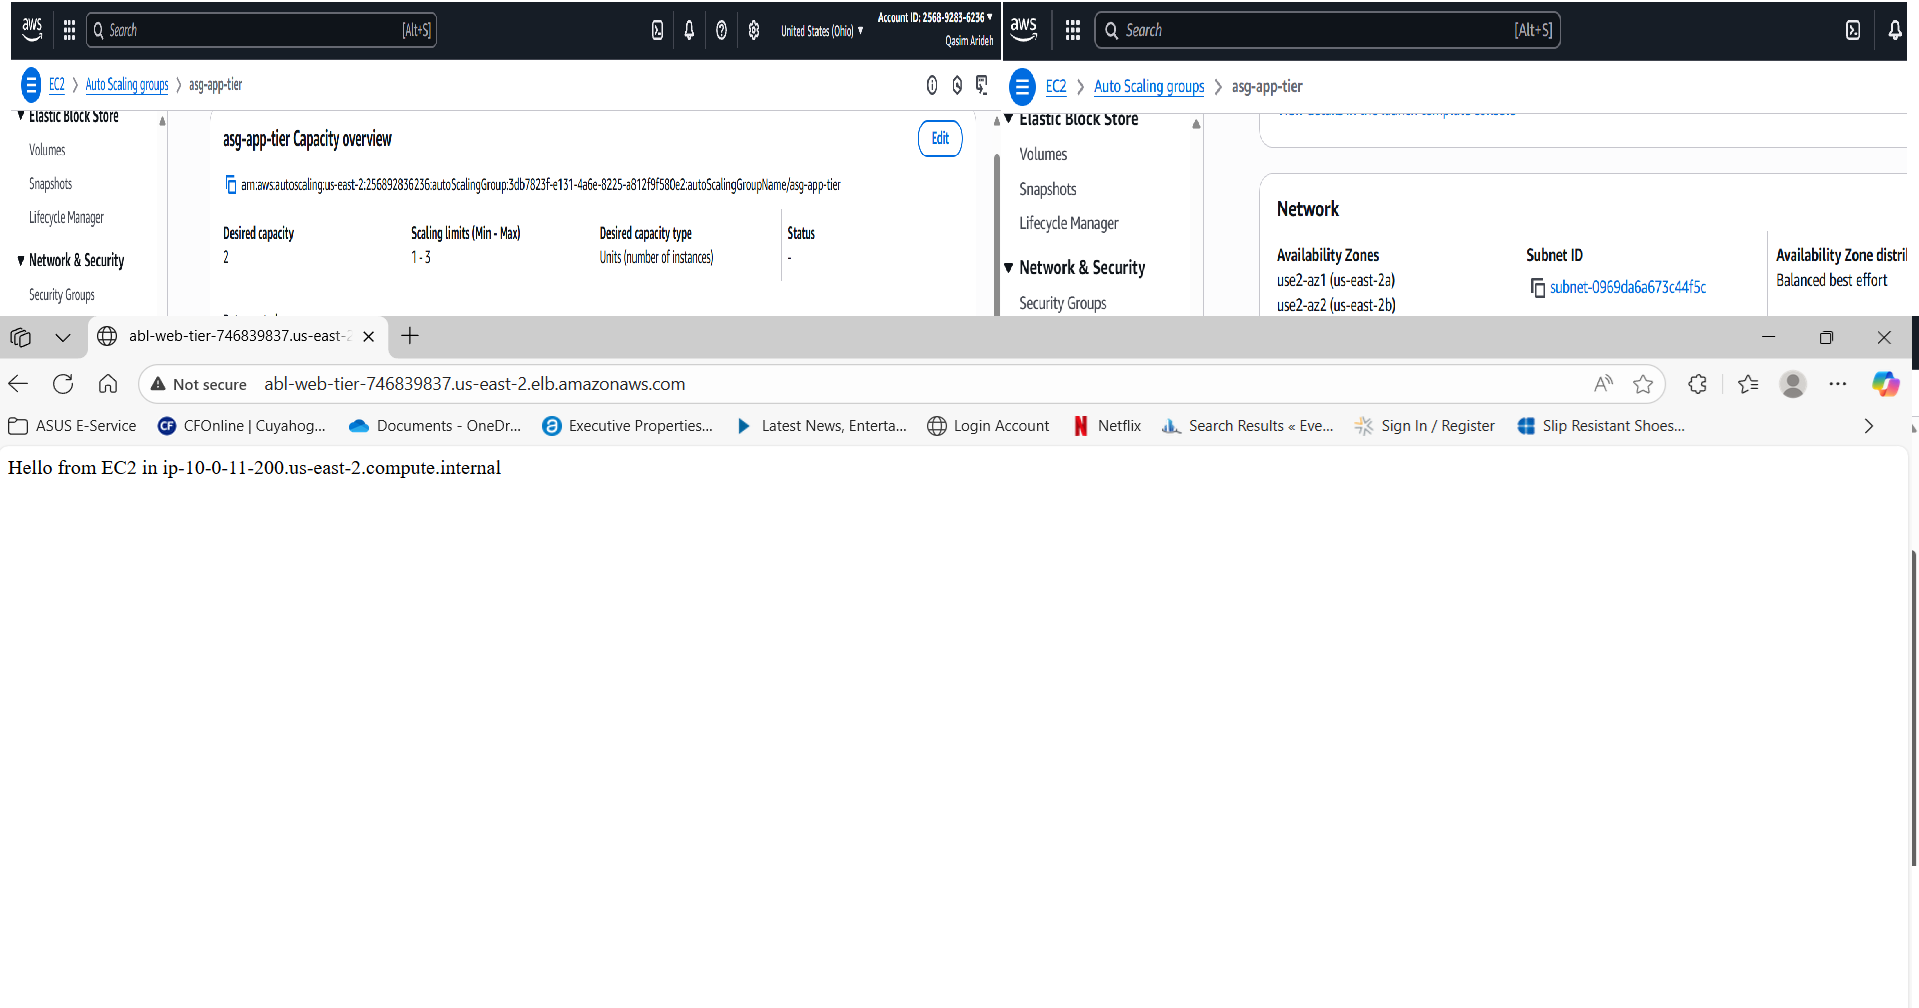 aws
Search
[Alt+S]
United States (Ohio)
Account ID: 2568-9283-6236
Qasim Arideh
EC2
Auto Scaling groups
asg-app-tier
Elastic Block Store
Volumes
Snapshots
Lifecycle Manager
Network & Security
Security Groups
asg-app-tier Capacity overview
Edit
arn:aws:autoscaling:us-east-2:256892836236:autoScalingGroup:3db7823f-e131-4a6e-8225-a812f9f580e2:autoScalingGroupName/asg-app-tier
Desired capacity
2
Scaling limits (Min - Max)
1 - 3
Desired capacity type
Units (number of instances)
Status
-
aws
Search
[Alt+S]
EC2
Auto Scaling groups
asg-app-tier
Elastic Block Store
Volumes
Snapshots
Lifecycle Manager
Network & Security
Security Groups
Network
Availability Zones
use2-az1 (us-east-2a)
use2-az2 (us-east-2b)
Subnet ID
subnet-0969da6a673c44f5c
Availability Zone distri
Balanced best effort
abl-web-tier-746839837.us-east-2
Not secure abl-web-tier-746839837.us-east-2.elb.amazonaws.com
ASUS E-Service
CFOnline | Cuyahog...
Documents - OneDr...
Executive Properties...
Latest News, Enterta...
Login Account
Netflix
Search Results « Eve...
Sign In / Register
Slip Resistant Shoes...
Hello from EC2 in ip-10-0-11-200.us-east-2.compute.internal